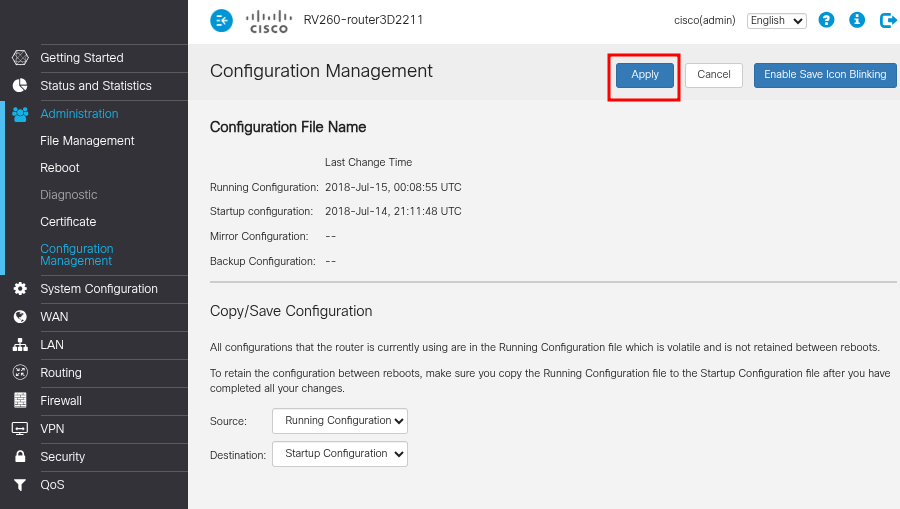 CISCO
RV260-router3D2211
cisco(admin)
English
?
i
Getting Started
Status and Statistics
Administration
File Management
Reboot
Diagnostic
Certificate
Configuration
Management
System Configuration
WAN
LAN
Routing
Firewall
VPN
Security
QoS
Configuration Management
Apply
Cancel
Enable Save Icon Blinking
Configuration File Name
Last Change Time
Running Configuration: 2018-Jul-15, 00:08:55 UTC
Startup configuration: 2018-Jul-14, 21:11:48 UTC
Mirror Configuration: --
Backup Configuration: --
Copy/Save Configuration
All configurations that the router is currently using are in the Running Configuration file which is volatile and is not retained between reboots.
To retain the configuration between reboots, make sure you copy the Running Configuration file to the Startup Configuration file after you have
completed all your changes.
Source: Running Configuration
Destination: Startup Configuration